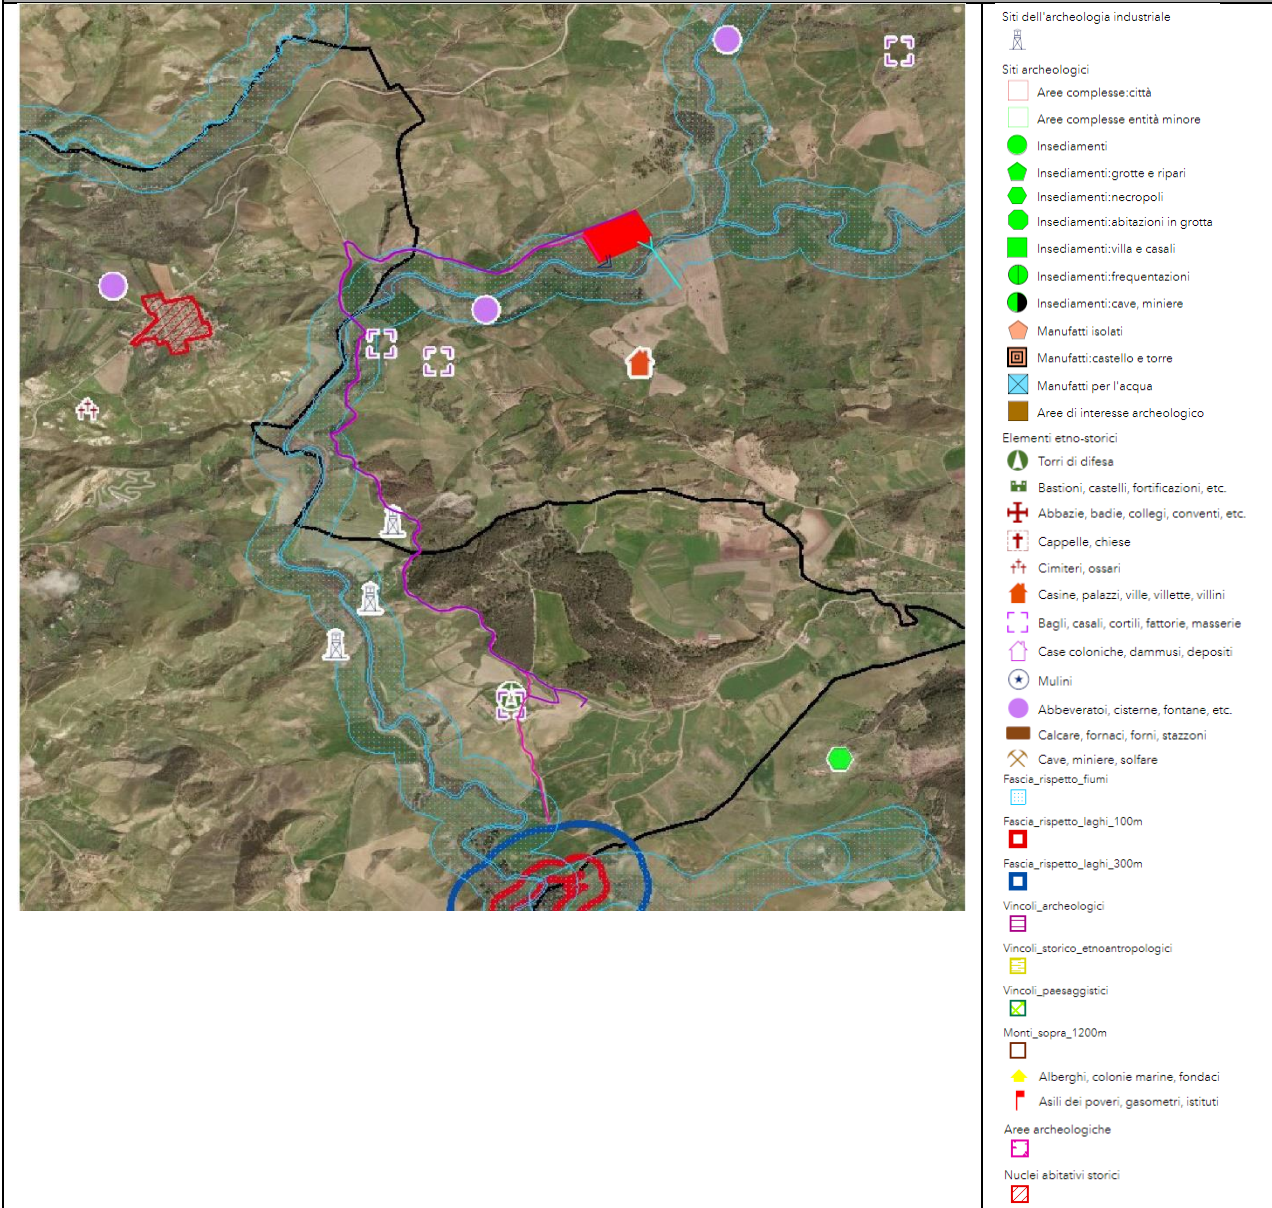 Siti dell'archeologia industriale
Siti archeologici
Aree complesse:città
Aree complesse entità minore
Insediamenti
Insediamenti:grotte e ripari
Insediamenti:necropoli
Insediamenti:abitazioni in grotta
Insediamenti:villa e casali
Insediamenti:frequentazioni
Insediamenti:cave, miniere
Manufatti isolati
Manufatti:castello e torre
Manufatti per l'acqua
Aree di interesse archeologico
Elementi etno-storici
Torri di difesa
Bastioni, castelli, fortificazioni, etc.
Abbazie, badie, collegi, conventi, etc.
Cappelle, chiese
Cimiteri, ossari
Casine, palazzi, ville, villette, villini
Bagli, casali, cortili, fattorie, masserie
Case coloniche, dammusi, depositi
Mulini
Abbeveratoi, cisterne, fontane, etc.
Calcare, fornaci, forni, stazzoni
Cave, miniere, solfare
Fascia_rispetto_fiumi
Fascia_rispetto_laghi_100m
Fascia_rispetto_laghi_300m
Vincoli_archeologici
Vincoli_storico_etnoantropologici
Vincoli_paesaggistici
Monti_sopra_1200m
Alberghi, colonie marine, fondaci
Asili dei poveri, gasometri, istituti
Aree archeologiche
Nuclei abitativi storici